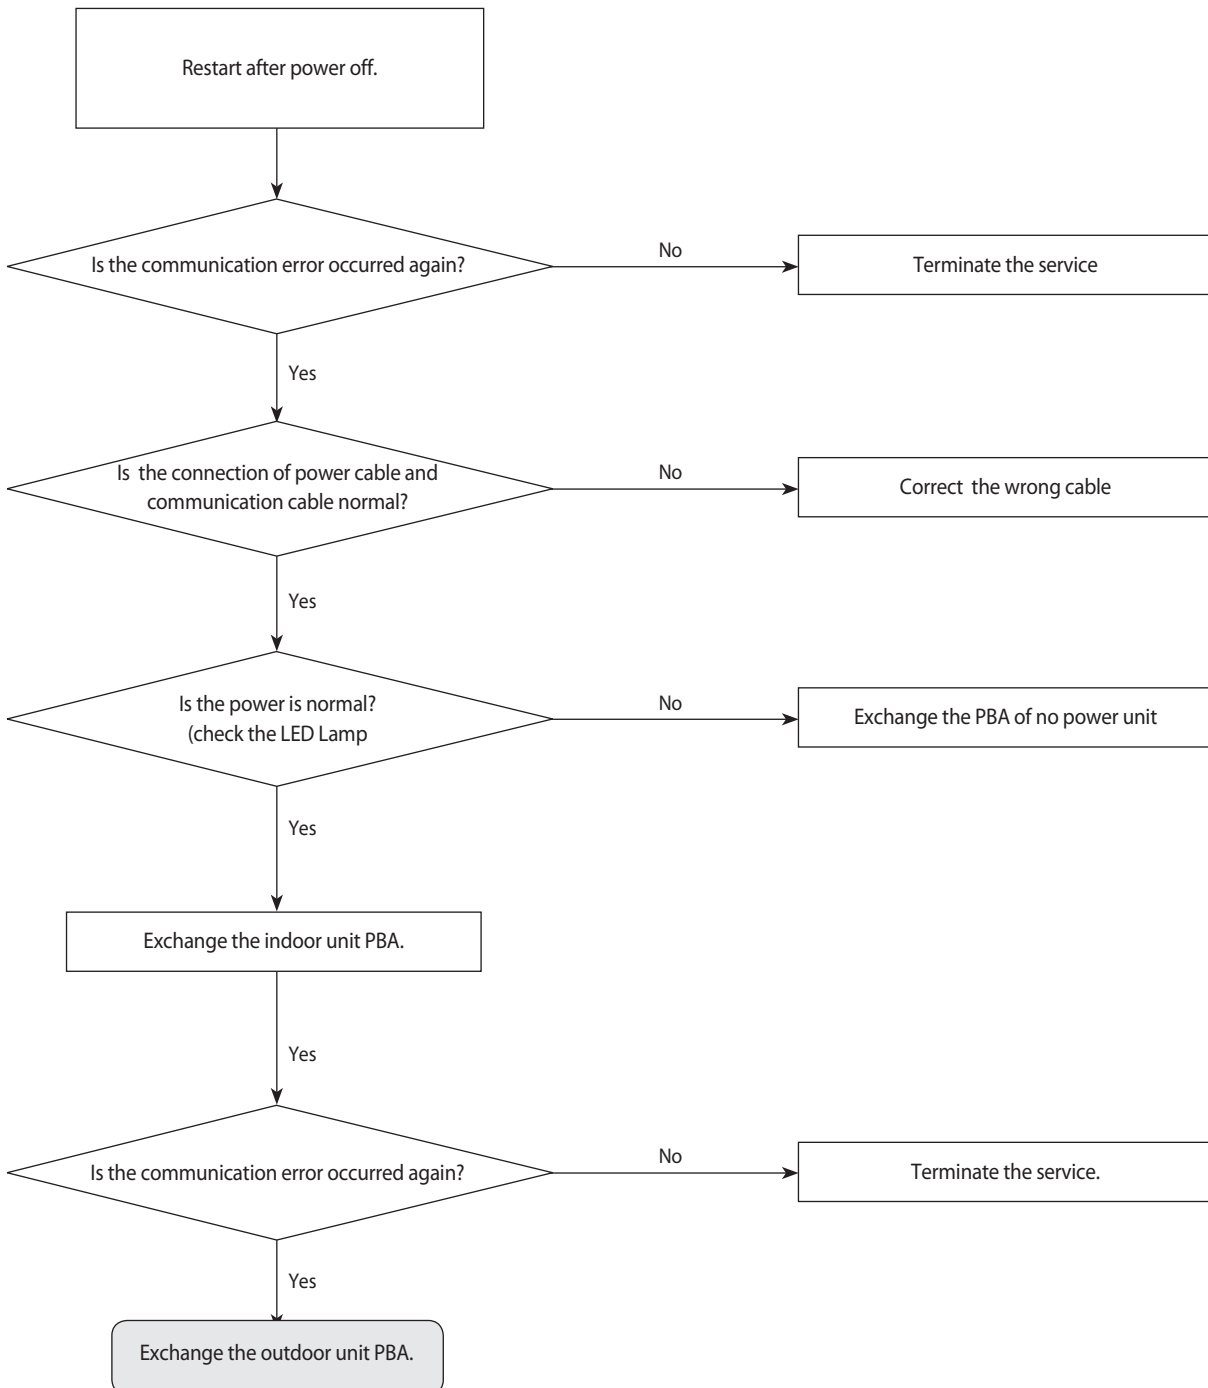 Restart after power off.
Is the communication error occurred again?
No
Terminate the service
Yes
Is  the connection of power cable and
communication cable normal?
No
Correct  the wrong cable
Yes
Is the power is normal?
(check the LED Lamp
No
Exchange the PBA of no power unit
Yes
Exchange the indoor unit PBA.
Yes
Is the communication error occurred again?
No
Terminate the service.
Yes
Exchange the outdoor unit PBA.